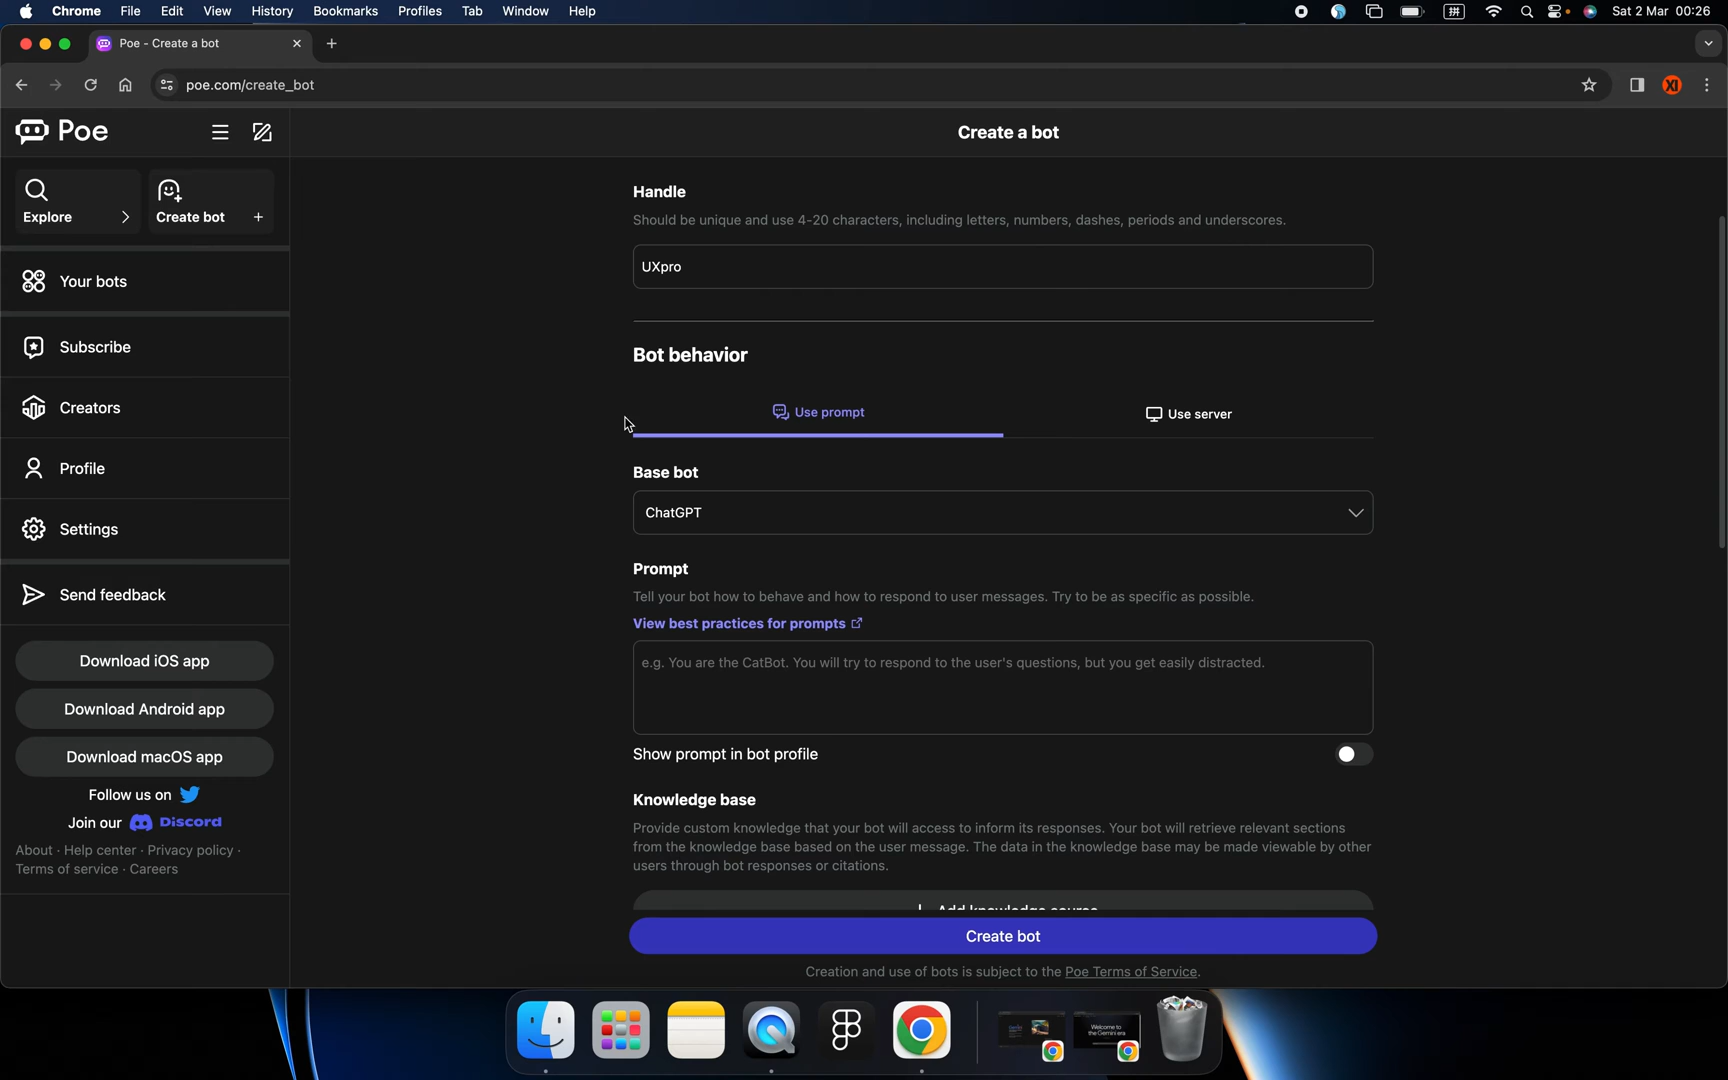 Chrome File Edit View History Bookmarks Profiles Tab Window Help Sat 2 Mar 00:26
Poe - Create a bot
poe.com/create_bot
XI
Poe
Create a bot
Explore
Create bot +
Your bots
Subscribe
Creators
Profile
Settings
Send feedback
Download iOS app
Download Android app
Download macOS app
Follow us on
Join our Discord
About · Help center · Privacy policy ·
Terms of service · Careers
Handle
Should be unique and use 4-20 characters, including letters, numbers, dashes, periods and underscores.
UXpro
Bot behavior
Use prompt Use server
Base bot
ChatGPT
Prompt
Tell your bot how to behave and how to respond to user messages. Try to be as specific as possible.
View best practices for prompts
e.g. You are the CatBot. You will try to respond to the user's questions, but you get easily distracted.
Show prompt in bot profile
Knowledge base
Provide custom knowledge that your bot will access to inform its responses. Your bot will retrieve relevant sections
from the knowledge base based on the user message. The data in the knowledge base may be made viewable by other
users through bot responses or citations.
Add knowledge source
Create bot
Creation and use of bots is subject to the Poe Terms of Service.
Welcome to
the Gemini era